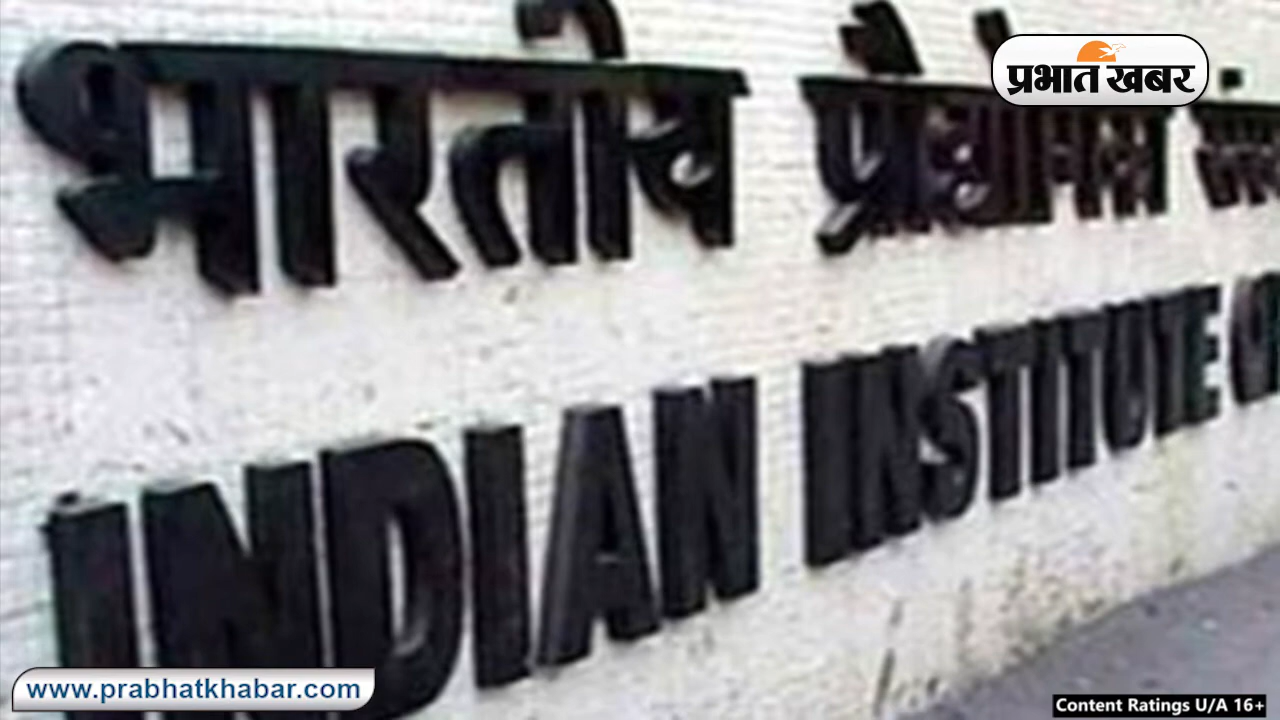 भारतीय प्रौद्योगिकी
प्रभात खबर
INDIAN INSTITUTE
www.prabhatkhabar.com
Content Ratings U/A 16+